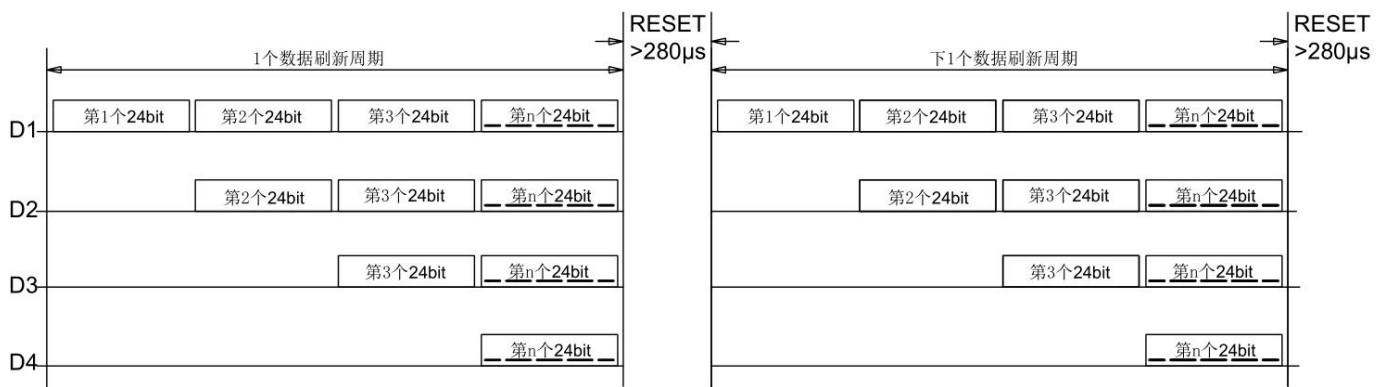 RESET
>280μs
RESET
>280μs
1个数据刷新周期
下1个数据刷新周期
D1
第1个24bit
第2个24bit
第3个24bit
第n个24bit
第1个24bit
第2个24bit
第3个24bit
第n个24bit
D2
第2个24bit
第3个24bit
第n个24bit
第2个24bit
第3个24bit
第n个24bit
D3
第3个24bit
第n个24bit
第3个24bit
第n个24bit
D4
第n个24bit
第n个24bit